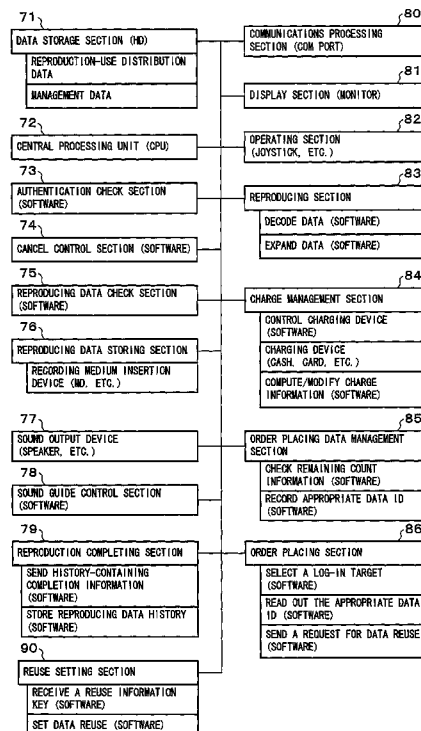 71
DATA STORAGE SECTION (HD)
REPRODUCTION-USE DISTRIBUTION
DATA
MANAGEMENT DATA
72
CENTRAL PROCESSING UNIT (CPU)
73
AUTHENTICATION CHECK SECTION
(SOFTWARE)
74
CANCEL CONTROL SECTION (SOFTWARE)
75
REPRODUCING DATA CHECK SECTION
(SOFTWARE)
76
REPRODUCING DATA STORING SECTION
RECORDING MEDIUM INSERTION
DEVICE (MD, ETC.)
77
SOUND OUTPUT DEVICE
(SPEAKER, ETC.)
78
SOUND GUIDE CONTROL SECTION
(SOFTWARE)
79
REPRODUCTION COMPLETING SECTION
SEND HISTORY-CONTAINING
COMPLETION INFORMATION
(SOFTWARE)
STORE REPRODUCING DATA HISTORY
(SOFTWARE)
90
REUSE SETTING SECTION
RECEIVE A REUSE INFORMATION
KEY (SOFTWARE)
SET DATA REUSE (SOFTWARE)
80
COMMUNICATIONS PROCESSING
SECTION (COM PORT)
81
DISPLAY SECTION (MONITOR)
82
OPERATING SECTION
(JOYSTICK, ETC.)
83
REPRODUCING SECTION
DECODE DATA (SOFTWARE)
EXPAND DATA (SOFTWARE)
84
CHARGE MANAGEMENT SECTION
CONTROL CHARGING DEVICE
(SOFTWARE)
CHARGING DEVICE
(CASH, CARD, ETC.)
COMPUTE/MODIFY CHARGE
INFORMATION (SOFTWARE)
85
ORDER PLACING DATA MANAGEMENT
SECTION
CHECK REMAINING COUNT
INFORMATION (SOFTWARE)
RECORD APPROPRIATE DATA ID
(SOFTWARE)
86
ORDER PLACING SECTION
SELECT A LOG-IN TARGET
(SOFTWARE)
READ OUT THE APPROPRIATE DATA
ID (SOFTWARE)
SEND A REQUEST FOR DATA REUSE
(SOFTWARE)